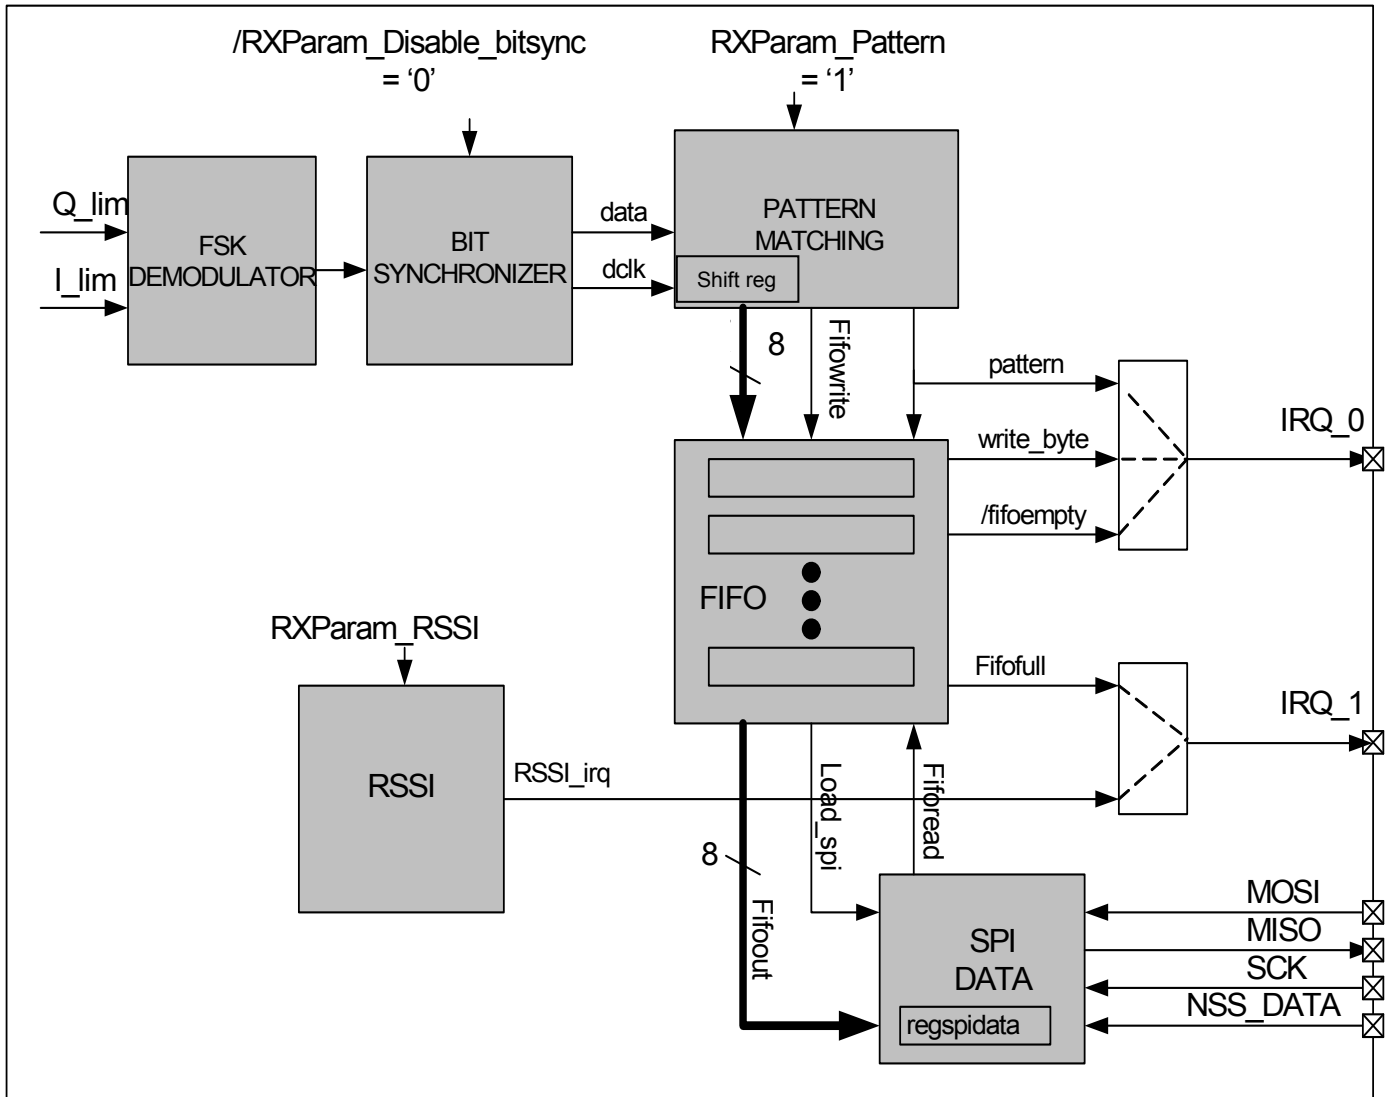 /RXParam_Disable_bitsync
= ‘0’
RXParam_Pattern
= ‘1’
Q_lim
I_lim
FSK
DEMODULATOR
BIT
SYNCHRONIZER
data
dclk
PATTERN
MATCHING
Shift reg
8
Fifowrite
pattern
write_byte
/fifoempty
IRQ_0
FIFO
Fifofull
IRQ_1
RXParam_RSSI
RSSI
RSSI_irq
Load_spi
Fiforead
8
Fifoout
SPI
DATA
regspidata
MOSI
MISO
SCK
NSS_DATA